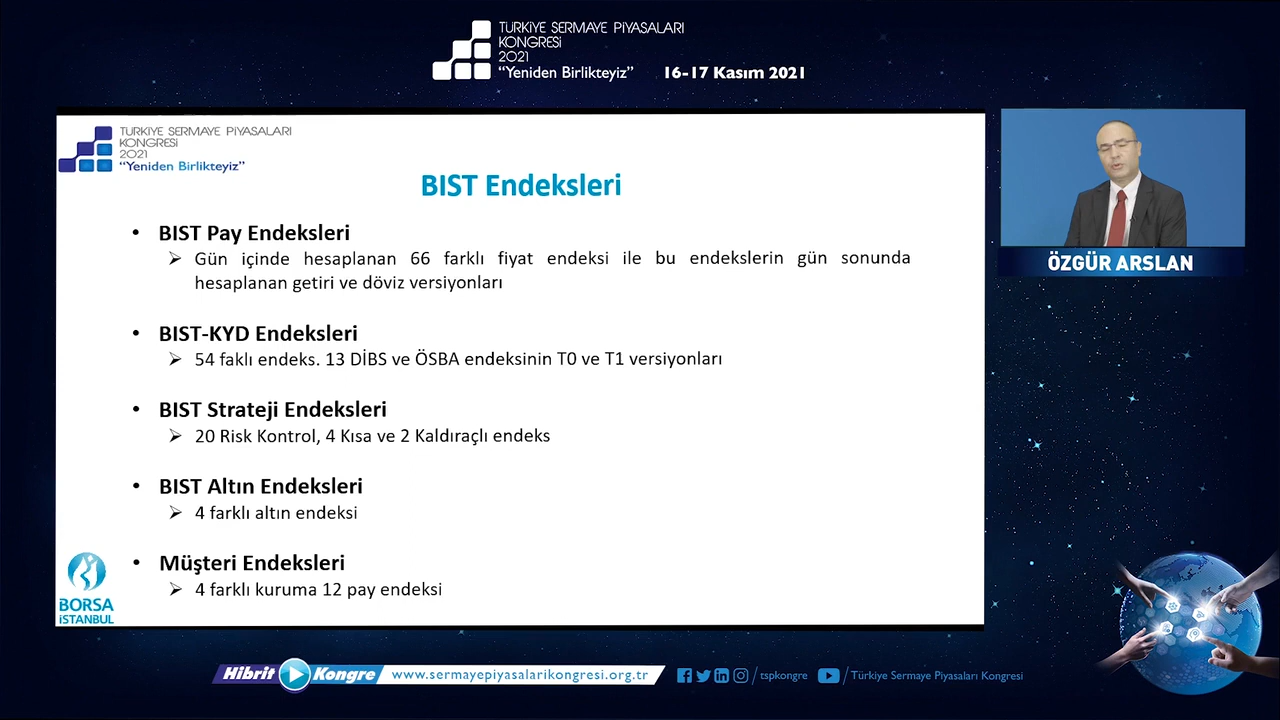 TÜRKİYE SERMAYE PİYASALARI
KONGRESİ
2021
“Yeniden Birlikteyiz” 16-17 Kasım 2021
TÜRKİYE SERMAYE PİYASALARI
KONGRESİ
2021
“Yeniden Birlikteyiz”
BIST Endeksleri
• BIST Pay Endeksleri
➢ Gün içinde hesaplanan 66 farklı fiyat endeksi ile bu endekslerin gün sonunda
hesaplanan getiri ve döviz versiyonları
• BIST-KYD Endeksleri
➢ 54 faklı endeks. 13 DİBS ve ÖSBA endeksinin T0 ve T1 versiyonları
• BIST Strateji Endeksleri
➢ 20 Risk Kontrol, 4 Kısa ve 2 Kaldıraçlı endeks
• BIST Altın Endeksleri
➢ 4 farklı altın endeksi
• Müşteri Endeksleri
➢ 4 farklı kuruma 12 pay endeksi
BORSA
İSTANBUL
ÖZGÜR ARSLAN
Hibrit Kongre www.sermayepiyasalarikongresi.org.tr /tspkongre /Türkiye Sermaye Piyasaları Kongresi